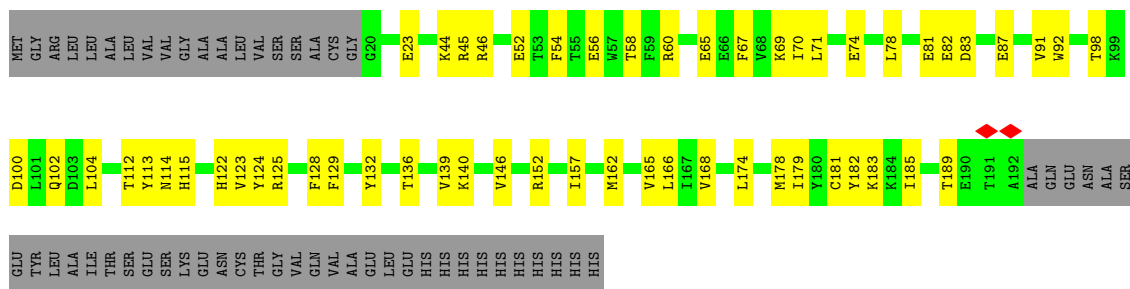 MET GLY ARG LEU LEU ALA ALA LEU VAL VAL GLY ALA ALA LEU VAL SER SER ALA CYS GLY G20 E23 K44 R45 R46 E52 T53 F54 T55 E56 W57 T58 F59 R60 E65 E66 F67 V68 K69 I70 L71 E74 L78 E81 E82 D83 E87 V91 W92 T98 K99
D100 L101 Q102 D103 L104 T112 Y113 N114 H115 H122 V123 Y124 R125 F128 F129 Y132 T136 V139 K140 V146 R152 I157 M162 V165 L166 I167 V168 L174 M178 I179 Y180 C181 Y182 K183 K184 I185 T189 E190 T191 A192 ALA GLN GLU ASN ALA SER
GLU TYR LEU ALA ILE THR SER GLU SER LYS GLU ASN CYS THR GLY VAL GLN VAL ALA GLU LEU GLU HIS HIS HIS HIS HIS HIS HIS HIS HIS HIS